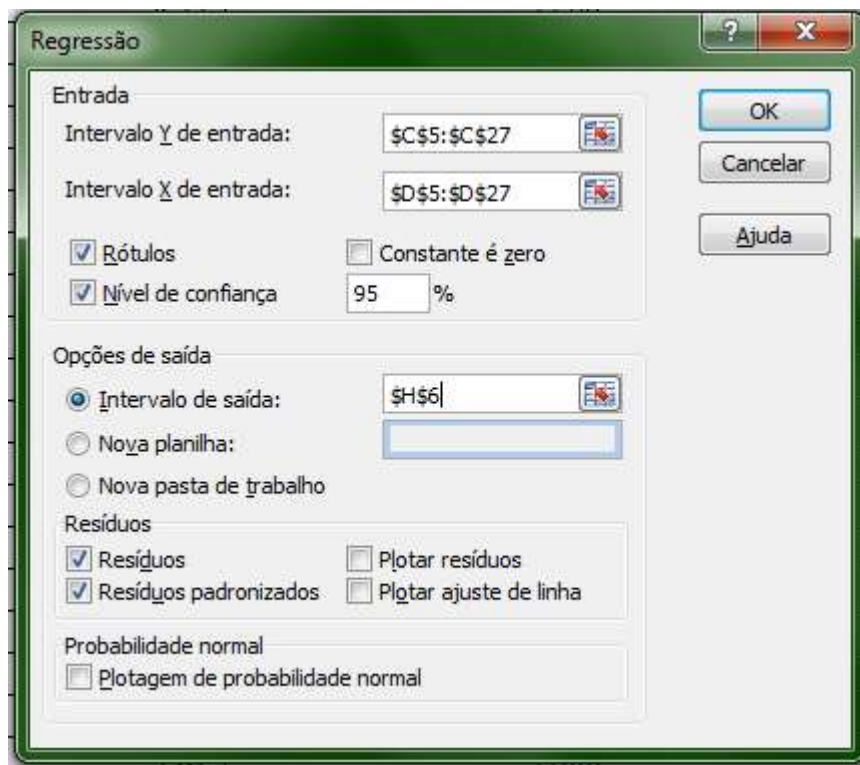 Regressão
Entrada
Intervalo Y de entrada: $C$5:$C$27
Intervalo X de entrada: $D$5:$D$27
Rótulos Constante é zero
Nível de confiança 95 %
OK
Cancelar
Ajuda
Opções de saída
Intervalo de saída: $H$6
Nova planilha:
Nova pasta de trabalho
Resíduos
Resíduos Plotar resíduos
Resíduos padronizados Plotar ajuste de linha
Probabilidade normal
Plotagem de probabilidade normal